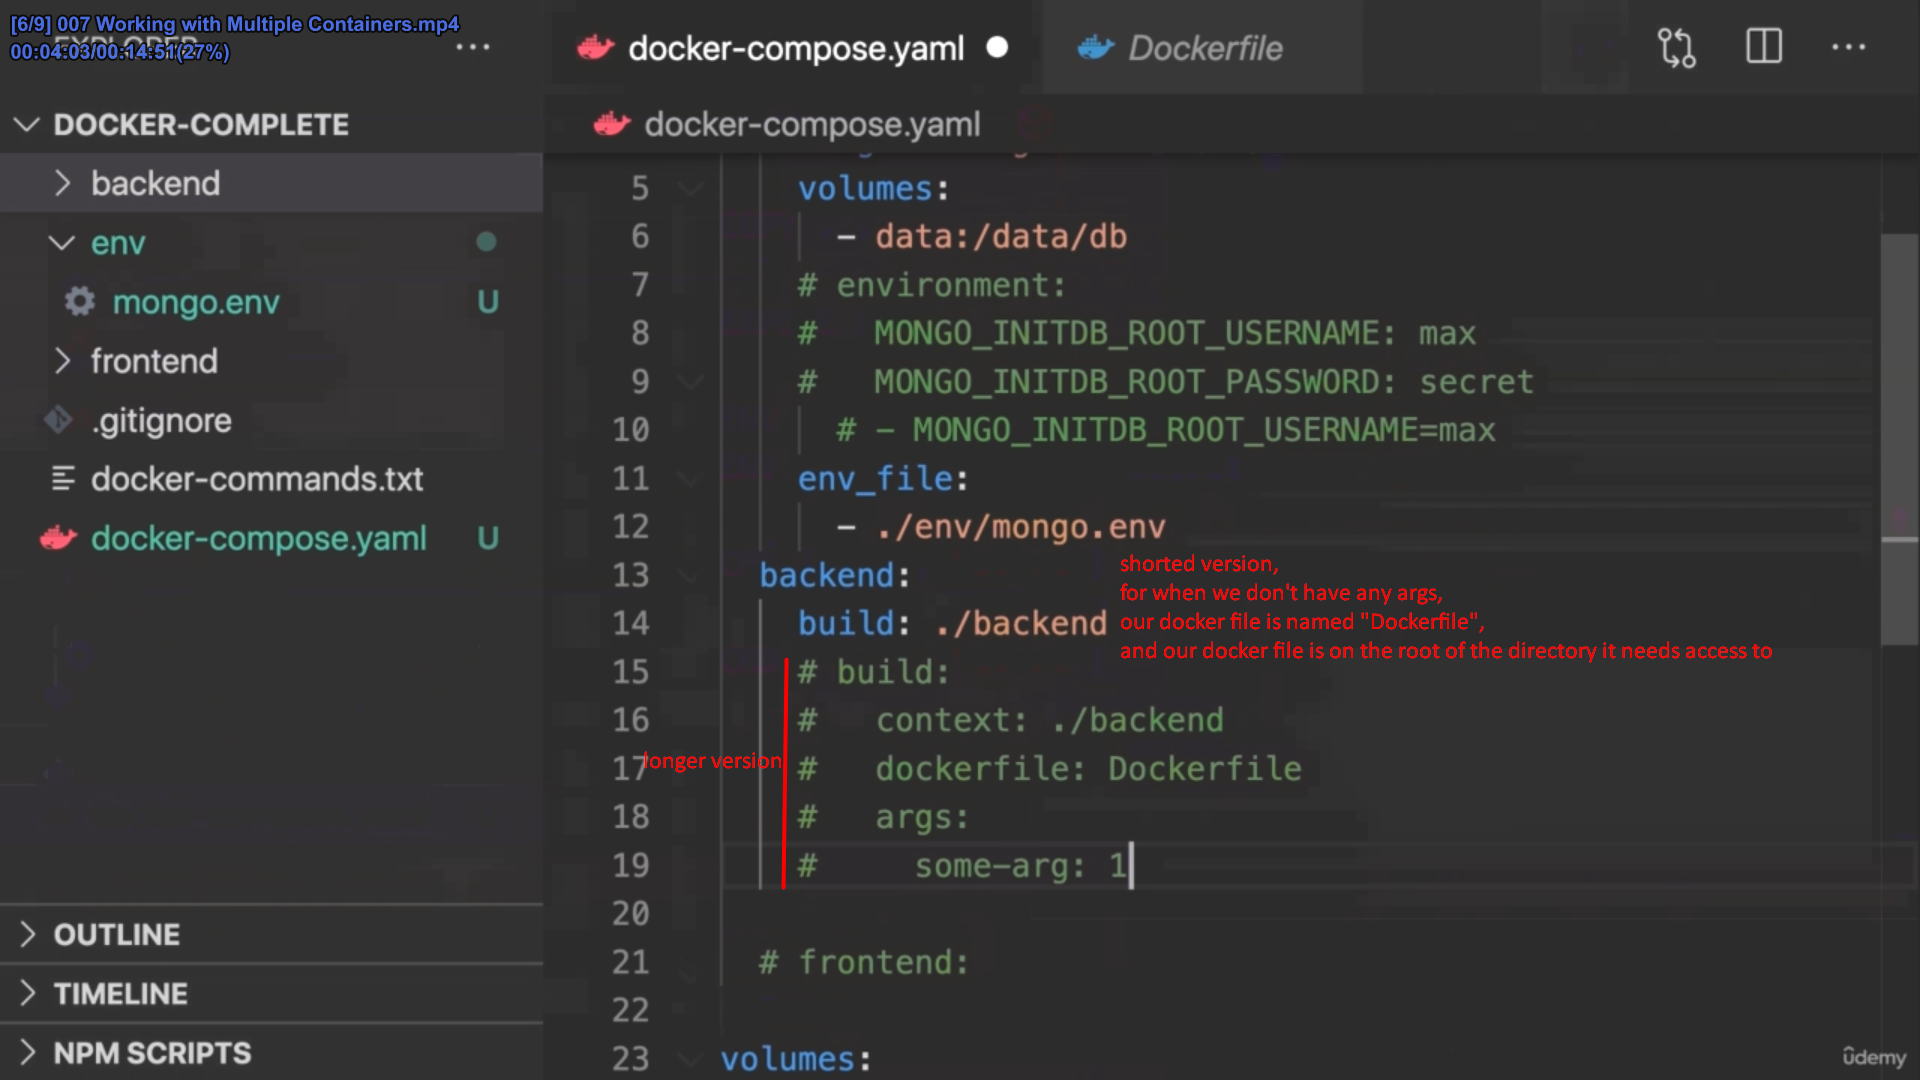 [6/9] 007 Working with Multiple Containers.mp4
00:04:03/00:14:51(27%)
EXPLORER
DOCKER-COMPLETE
backend
env
mongo.env U
frontend
.gitignore
docker-commands.txt
docker-compose.yaml U
OUTLINE
TIMELINE
NPM SCRIPTS
docker-compose.yaml
Dockerfile
docker-compose.yaml
5 volumes:
6 - data:/data/db
7 # environment:
8 # MONGO_INITDB_ROOT_USERNAME: max
9 # MONGO_INITDB_ROOT_PASSWORD: secret
10 # - MONGO_INITDB_ROOT_USERNAME=max
11 env_file:
12 - ./env/mongo.env
13 backend:
14 build: ./backend
15 # build:
16 # context: ./backend
17 # dockerfile: Dockerfile
18 # args:
19 # some-arg: 1
20
21 # frontend:
22
23 volumes:
shorted version,
for when we don't have any args,
our docker file is named "Dockerfile",
and our docker file is on the root of the directory it needs access to
longer version
ûdemy